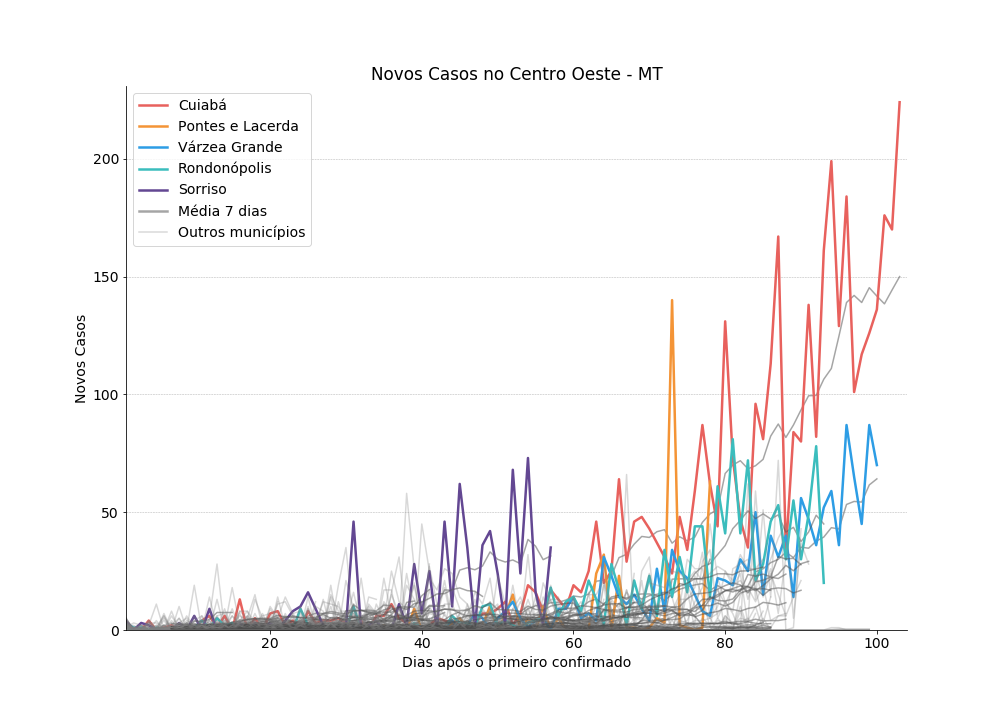 Novos Casos no Centro Oeste - MT
Cuiabá
Pontes e Lacerda
Várzea Grande
Rondonópolis
Sorriso
Média 7 dias
Outros municípios
Novos Casos
200
150
100
50
0
20
40
60
80
100
Dias após o primeiro confirmado